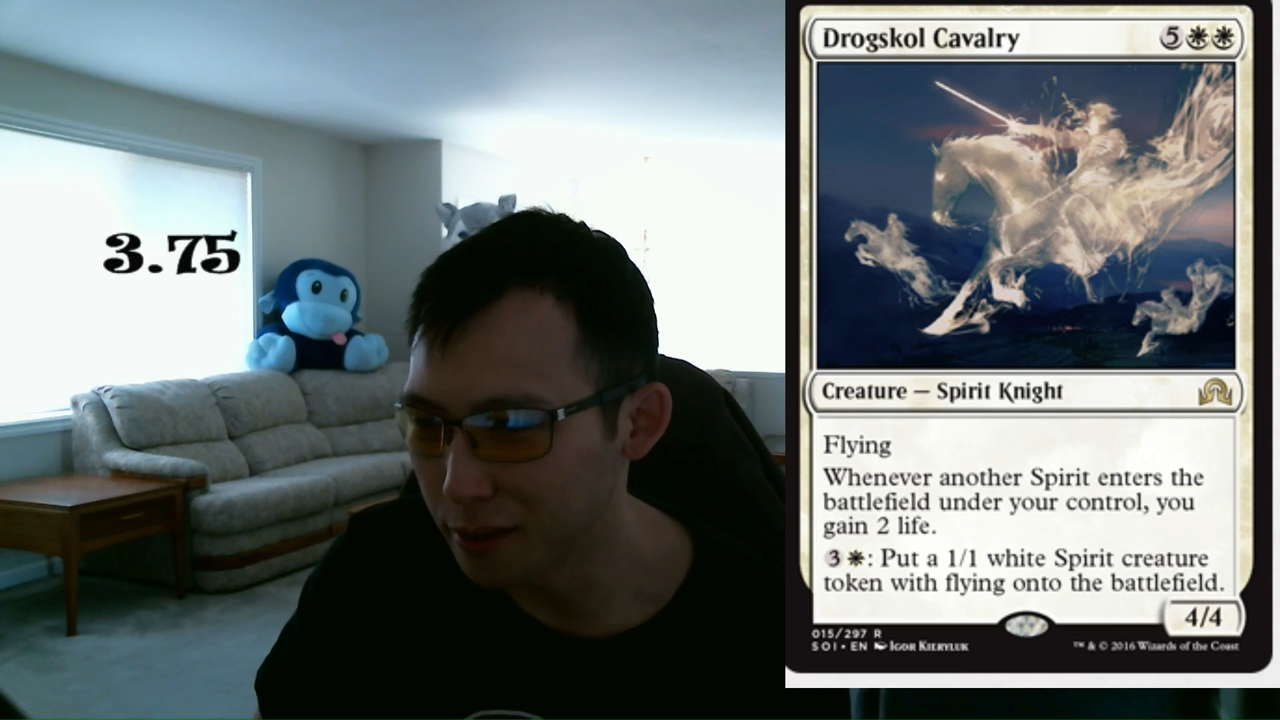 3.75
Drogskol Cavalry 5
Creature — Spirit Knight
Flying
Whenever another Spirit enters the
battlefield under your control, you
gain 2 life.
3 : Put a 1/1 white Spirit creature
token with flying onto the battlefield.
4/4
015/297 R
SOI • EN Igor Kieryluk
™ & © 2016 Wizards of the Coast